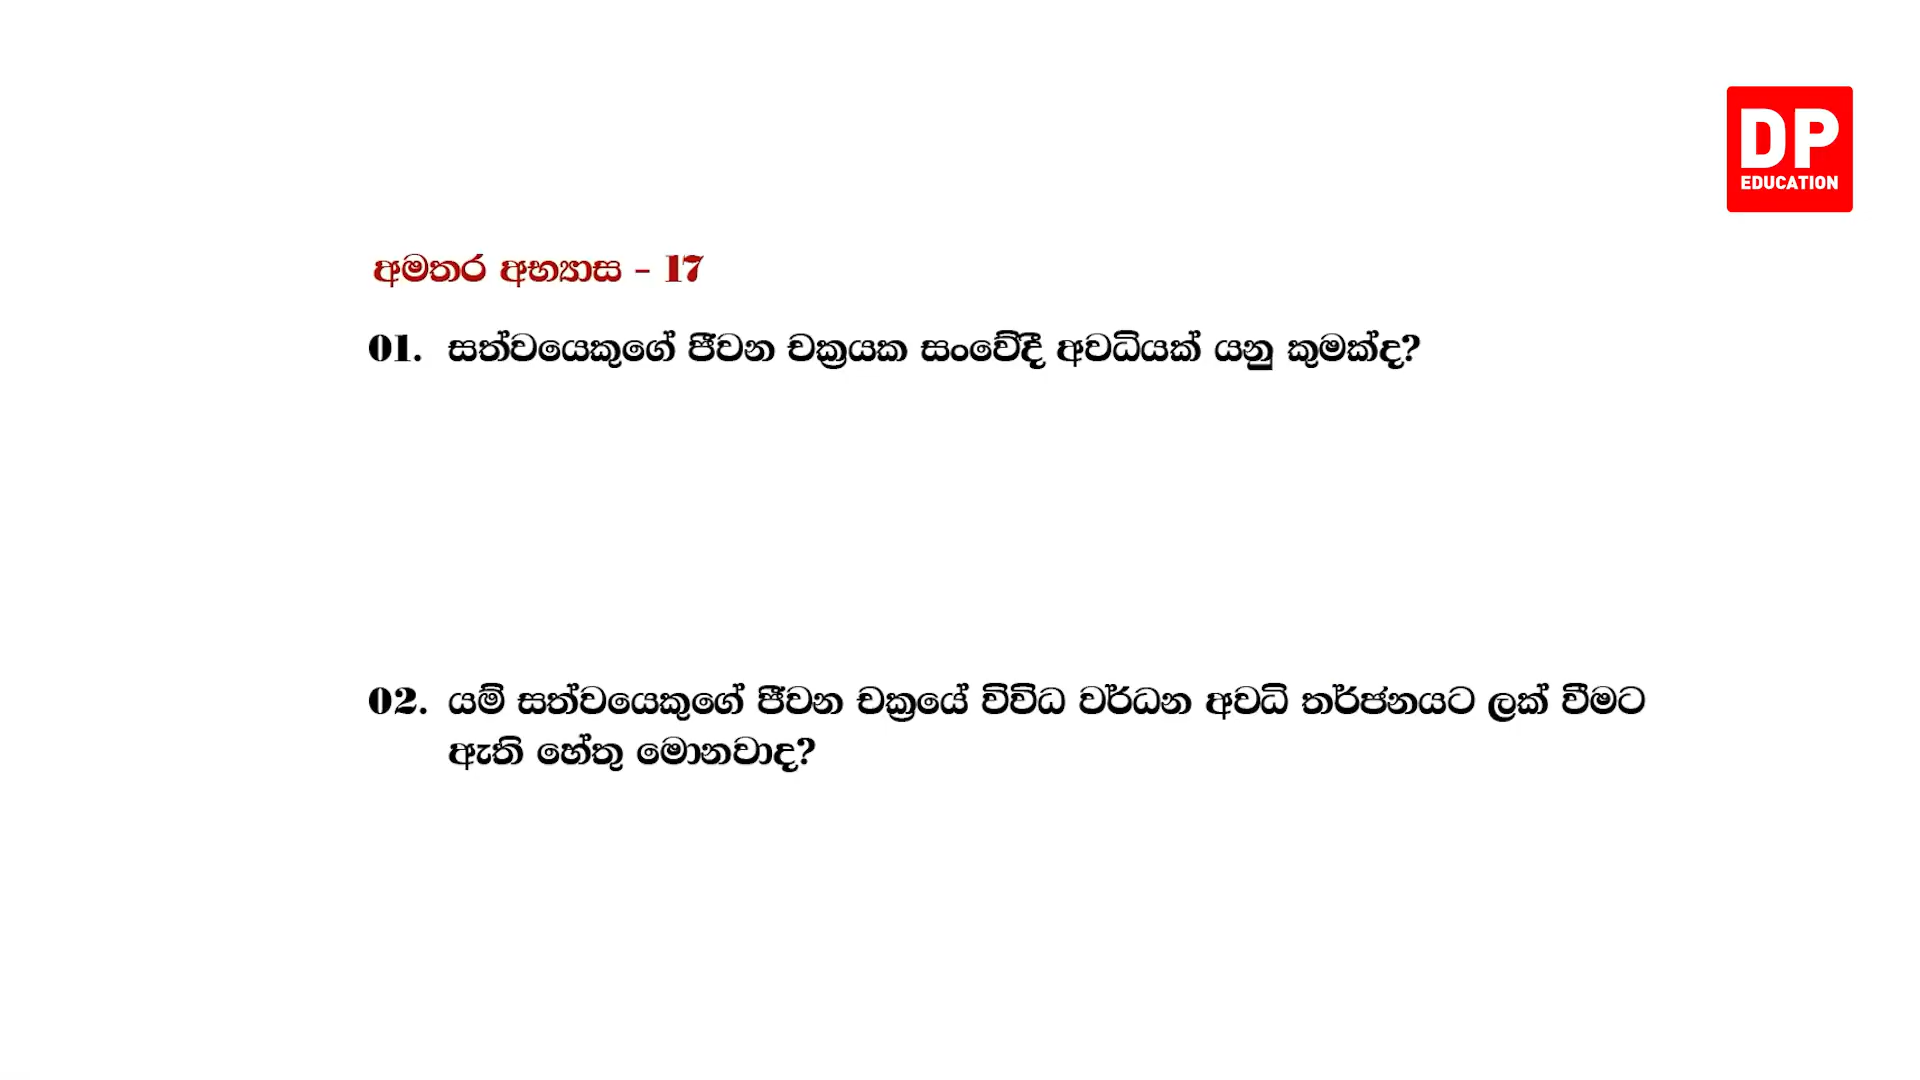 DP
EDUCATION
අමතර අභ්‍යාස - 17
01. සත්වයෙකුගේ ජීවන චක්‍රයක සංවේදී අවධියක් යනු කුමක්ද?
02. යම් සත්වයෙකුගේ ජීවන චක්‍රයේ විවිධ වර්ධන අවධි තර්ජනයට ලක් වීමට
ඇති හේතු මොනවාද?